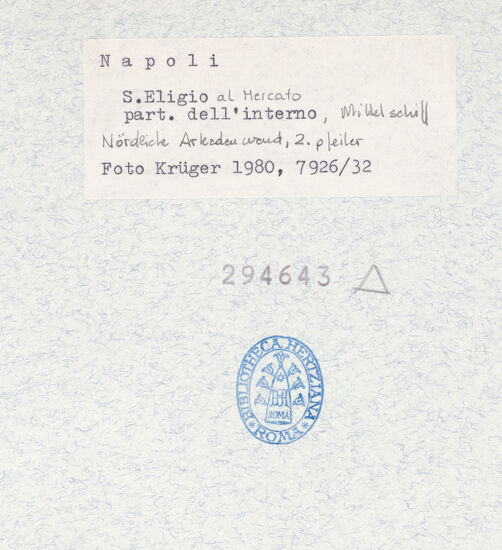 Napoli
S.Eligio al Mercato
part. dell'interno, Mittelschiff
Nördliche Arkadenwand, 2. pfeiler
Foto Krüger 1980, 7926/32
294643 △
BIBLIOTHECA HERTZIANA
ROMA
* ROMA *